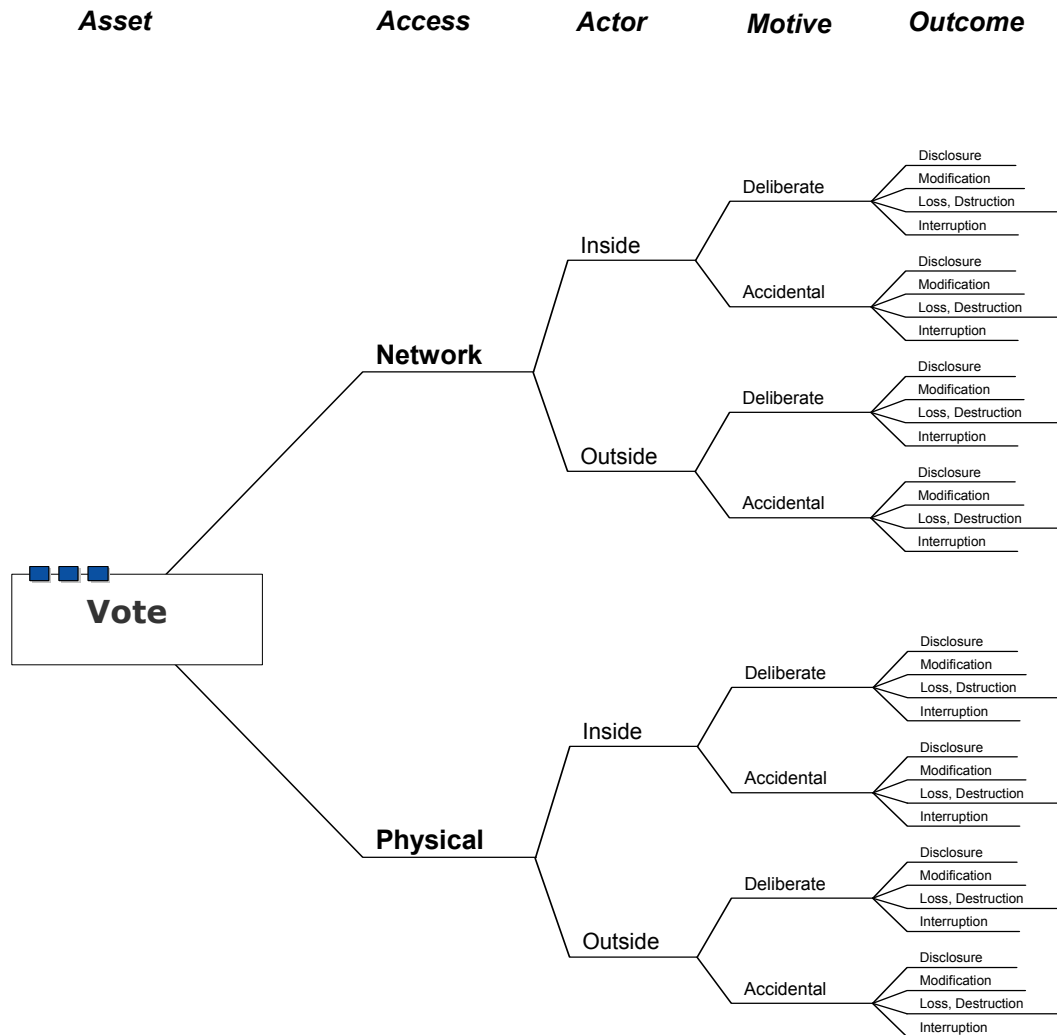 Asset Access Actor Motive Outcome
Disclosure
Deliberate
Modification
Loss, Dstruction
Interruption
Inside
Disclosure
Accidental
Modification
Loss, Destruction
Interruption
Network
Disclosure
Deliberate
Modification
Loss, Destruction
Interruption
Outside
Disclosure
Accidental
Modification
Loss, Destruction
Interruption
Vote
Disclosure
Deliberate
Modification
Loss, Dstruction
Interruption
Inside
Disclosure
Accidental
Modification
Loss, Destruction
Interruption
Physical
Disclosure
Deliberate
Modification
Loss, Destruction
Interruption
Outside
Disclosure
Accidental
Modification
Loss, Destruction
Interruption